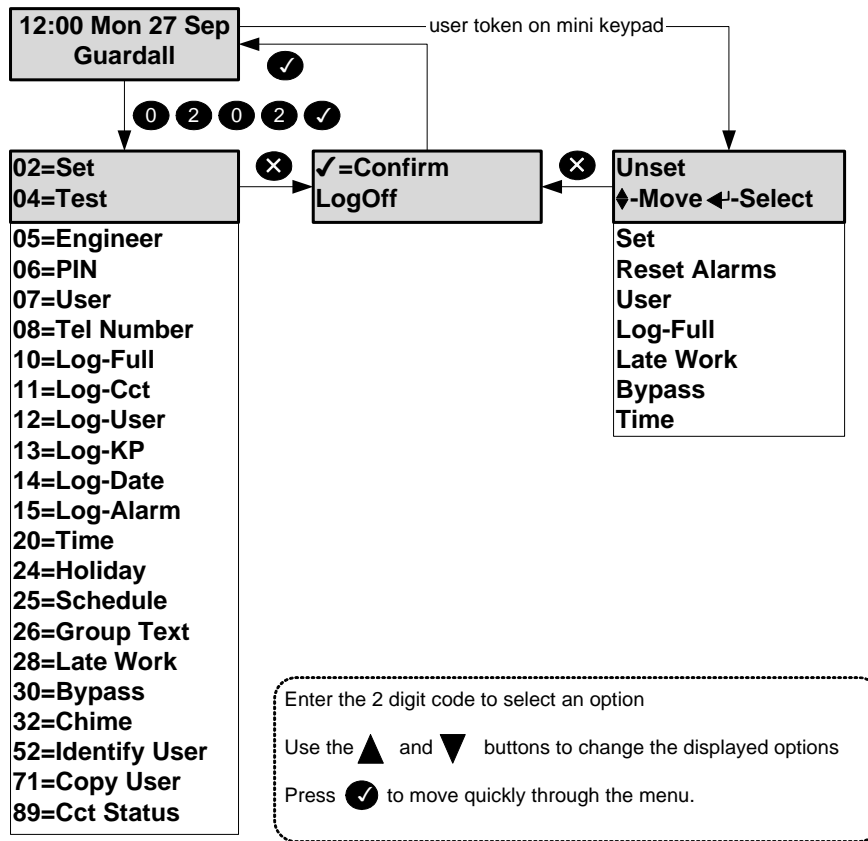 12:00 Mon 27 Sep
Guardall
user token on mini keypad
✓
0 2 0 2 ✓
02=Set
04=Test
05=Engineer
06=PIN
07=User
08=Tel Number
10=Log-Full
11=Log-Cct
12=Log-User
13=Log-KP
14=Log-Date
15=Log-Alarm
20=Time
24=Holiday
25=Schedule
26=Group Text
28=Late Work
30=Bypass
32=Chime
52=Identify User
71=Copy User
89=Cct Status
✓=Confirm
LogOff
Unset
-Move -Select
Set
Reset Alarms
User
Log-Full
Late Work
Bypass
Time
Enter the 2 digit code to select an option
Use the ▲ and ▼ buttons to change the displayed options
Press ✓ to move quickly through the menu.